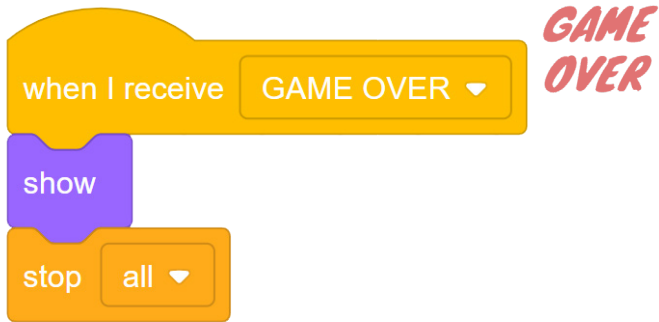 when I receive GAME OVER
GAME
OVER
show
stop all